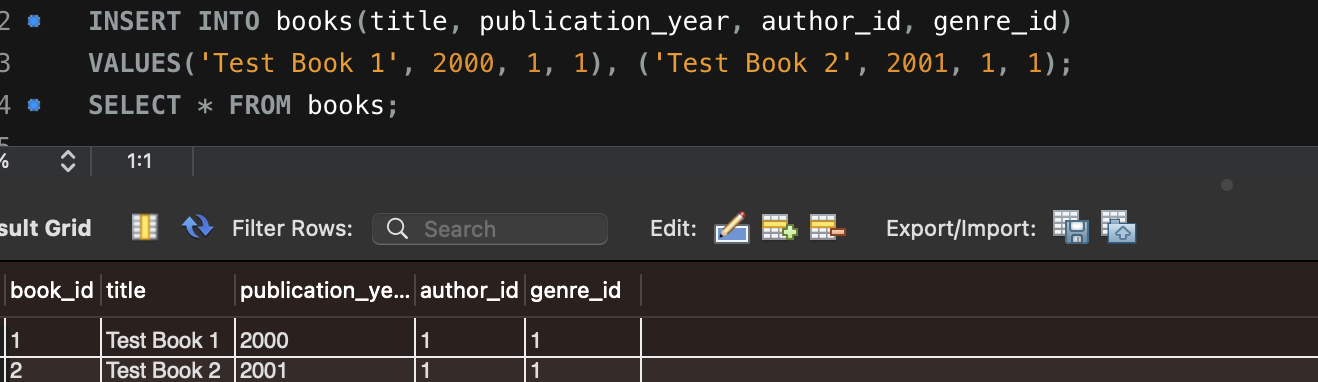 2 INSERT INTO books(title, publication_year, author_id, genre_id)
3 VALUES('Test Book 1', 2000, 1, 1), ('Test Book 2', 2001, 1, 1);
4 SELECT * FROM books;
% 1:1
sult Grid Filter Rows: Search Edit: Export/Import:
book_id title publication_ye... author_id genre_id
1 Test Book 1 2000 1 1
2 Test Book 2 2001 1 1